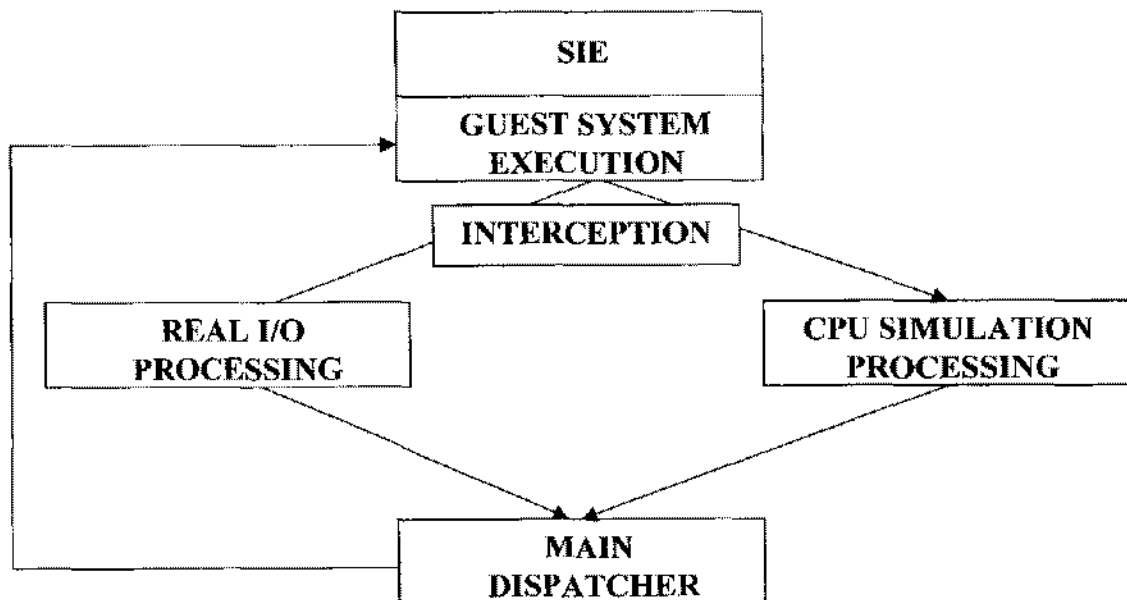 SIE
GUEST SYSTEM
EXECUTION
INTERCEPTION
REAL I/O
PROCESSING
CPU SIMULATION
PROCESSING
MAIN
DISPATCHER